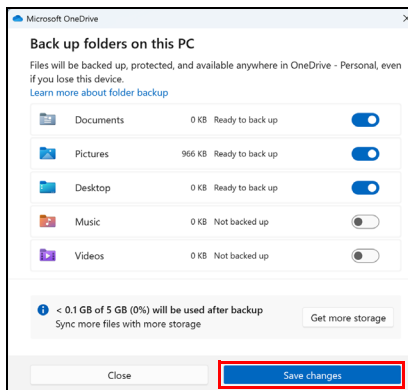 Microsoft OneDrive
Back up folders on this PC
Files will be backed up, protected, and available anywhere in OneDrive - Personal, even
if you lose this device.
Learn more about folder backup
Documents 0 KB Ready to back up
Pictures 966 KB Ready to back up
Desktop 0 KB Ready to back up
Music 0 KB Not backed up
Videos 0 KB Not backed up
< 0.1 GB of 5 GB (0%) will be used after backup
Sync more files with more storage
Get more storage
Close Save changes